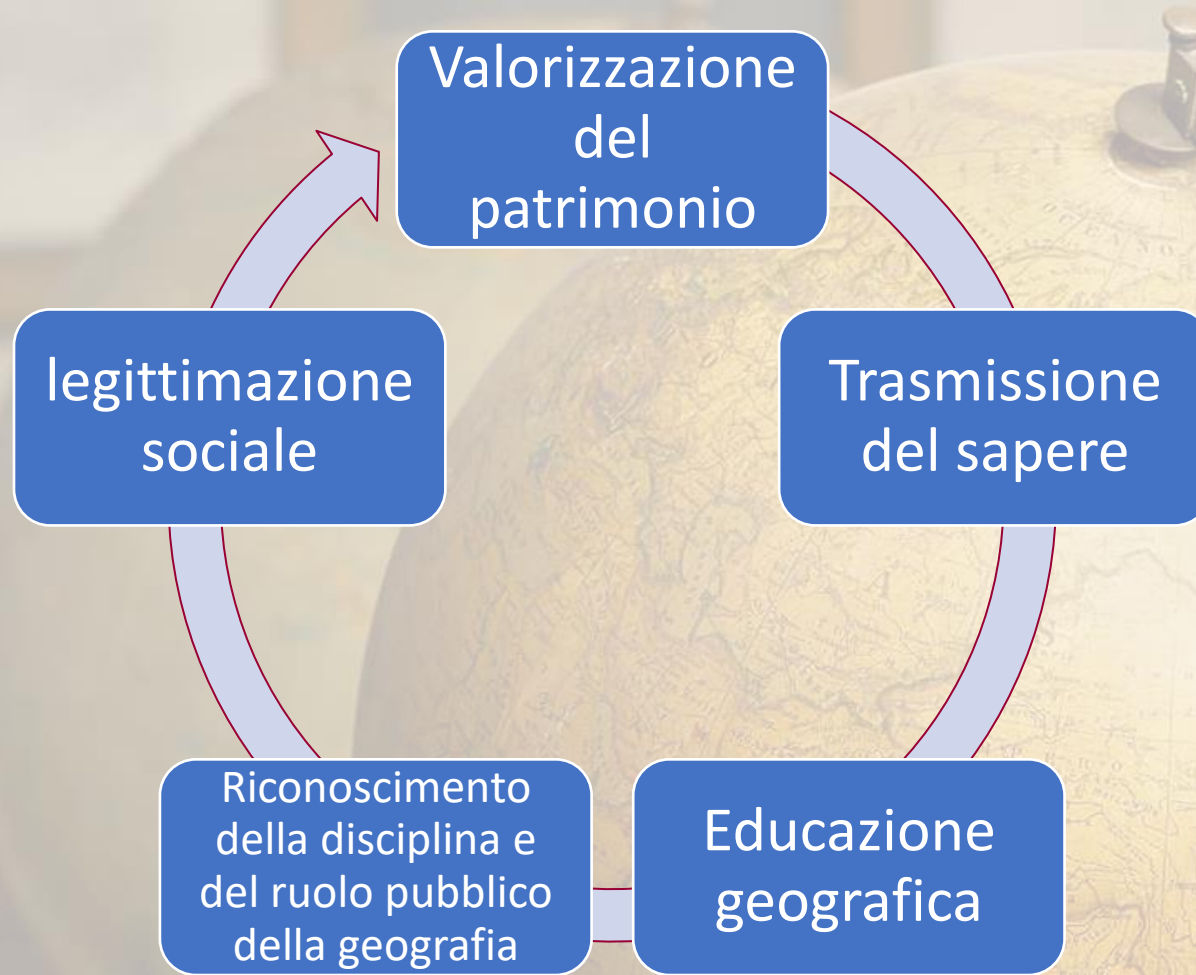 Valorizzazione
del
patrimonio
Trasmissione
del sapere
Educazione
geografica
Riconoscimento
della disciplina e
del ruolo pubblico
della geografia
legittimazione
sociale